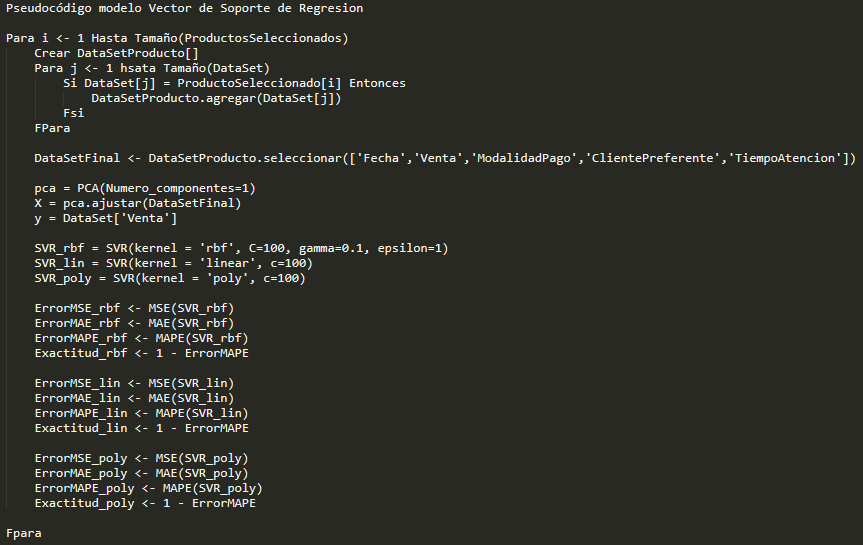 Pseudocódigo modelo Vector de Soporte de Regresion
Para i <- 1 Hasta Tamaño(ProductosSeleccionados)
Crear DataSetProducto[]
Para j <- 1 hsata Tamaño(DataSet)
Si DataSet[j] = ProductoSeleccionado[i] Entonces
DataSetProducto.agregar(DataSet[j])
Fsi
FPara
DataSetFinal <- DataSetProducto.seleccionar(['Fecha','Venta','ModalidadPago','ClientePreferente','TiempoAtencion'])
pca = PCA(Numero_componentes=1)
X = pca.ajustar(DataSetFinal)
y = DataSet['Venta']
SVR_rbf = SVR(kernel = 'rbf', C=100, gamma=0.1, epsilon=1)
SVR_lin = SVR(kernel = 'linear', c=100)
SVR_poly = SVR(kernel = 'poly', c=100)
ErrorMSE_rbf <- MSE(SVR_rbf)
ErrorMAE_rbf <- MAE(SVR_rbf)
ErrorMAPE_rbf <- MAPE(SVR_rbf)
Exactitud_rbf <- 1 - ErrorMAPE
ErrorMSE_lin <- MSE(SVR_lin)
ErrorMAE_lin <- MAE(SVR_lin)
ErrorMAPE_lin <- MAPE(SVR_lin)
Exactitud_lin <- 1 - ErrorMAPE
ErrorMSE_poly <- MSE(SVR_poly)
ErrorMAE_poly <- MAE(SVR_poly)
ErrorMAPE_poly <- MAPE(SVR_poly)
Exactitud_poly <- 1 - ErrorMAPE
Fpara